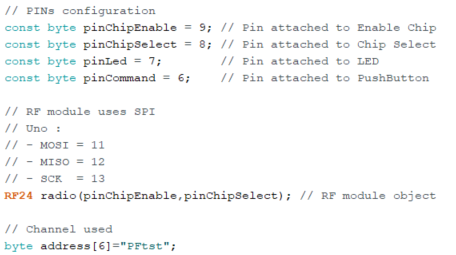 // PINs configuration
const byte pinChipEnable = 9; // Pin attached to Enable Chip
const byte pinChipSelect = 8; // Pin attached to Chip Select
const byte pinLed = 7;        // Pin attached to LED
const byte pinCommand = 6;    // Pin attached to PushButton

// RF module uses SPI
// Uno :
// - MOSI = 11
// - MISO = 12
// - SCK  = 13
RF24 radio(pinChipEnable,pinChipSelect); // RF module object

// Channel used
byte address[6]="PFtst";